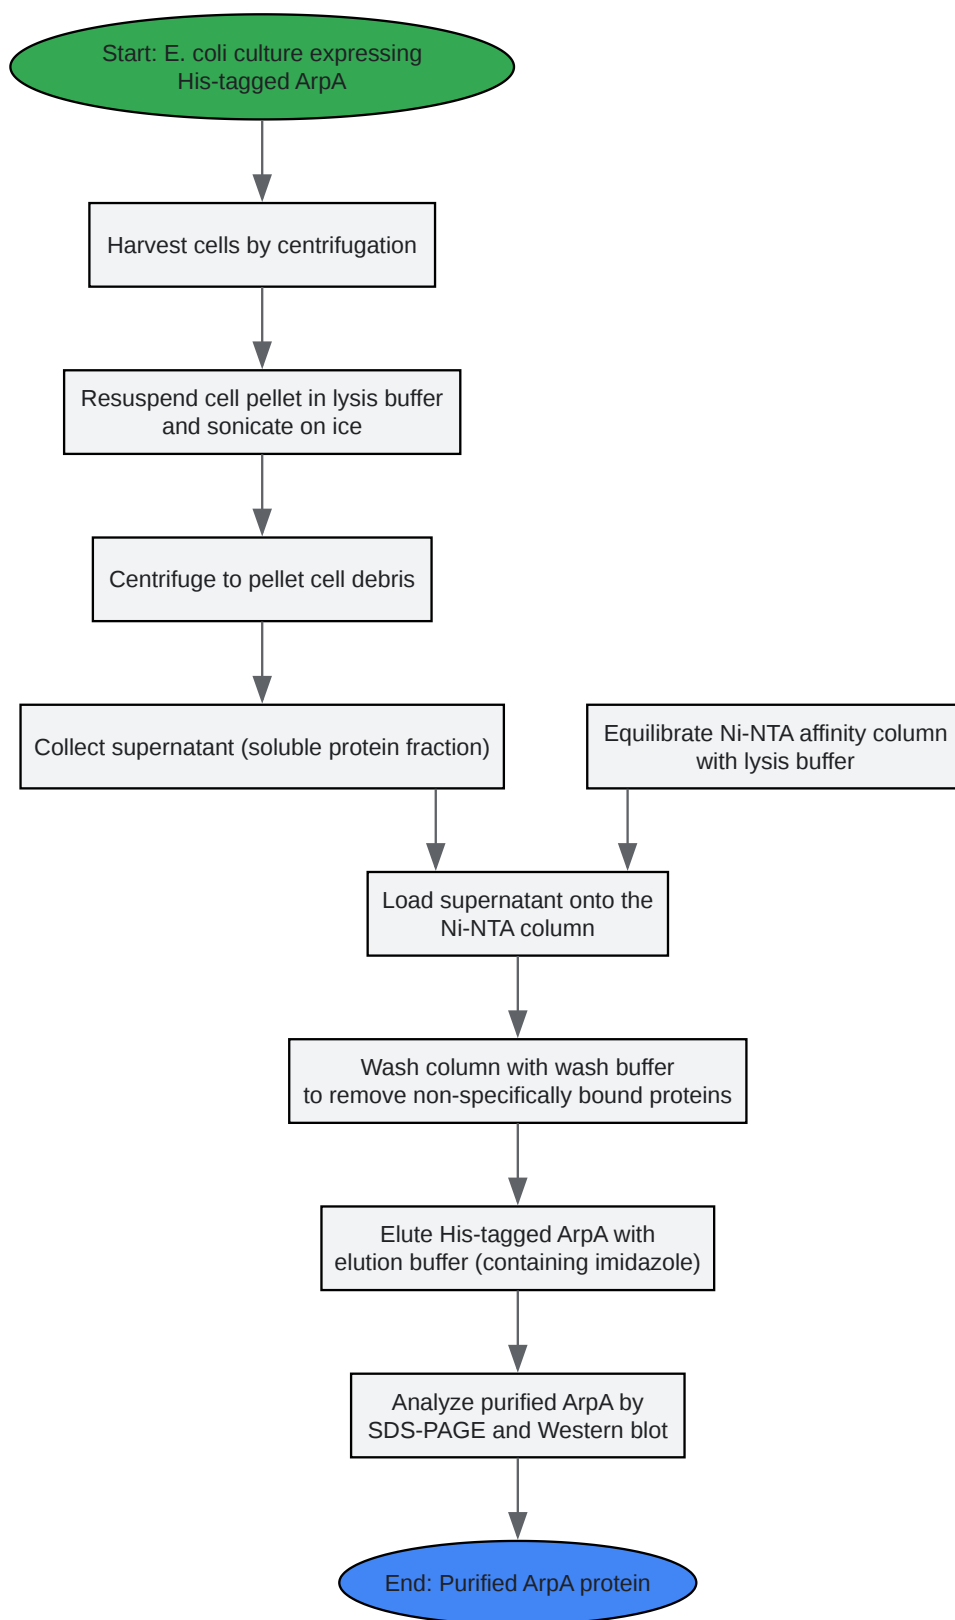 Start: E. coli culture expressing
His-tagged ArpA
Harvest cells by centrifugation
Resuspend cell pellet in lysis buffer
and sonicate on ice
Centrifuge to pellet cell debris
Collect supernatant (soluble protein fraction)
Equilibrate Ni-NTA affinity column
with lysis buffer
Load supernatant onto the
Ni-NTA column
Wash column with wash buffer
to remove non-specifically bound proteins
Elute His-tagged ArpA with
elution buffer (containing imidazole)
Analyze purified ArpA by
SDS-PAGE and Western blot
End: Purified ArpA protein